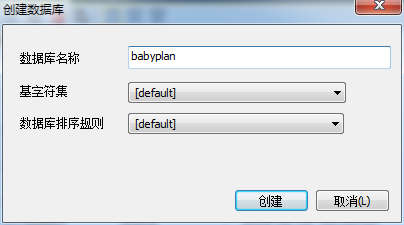 创建数据库
数据库名称
babyplan
基字符集
[default]
数据库排序规则
[default]
创建
取消(L)